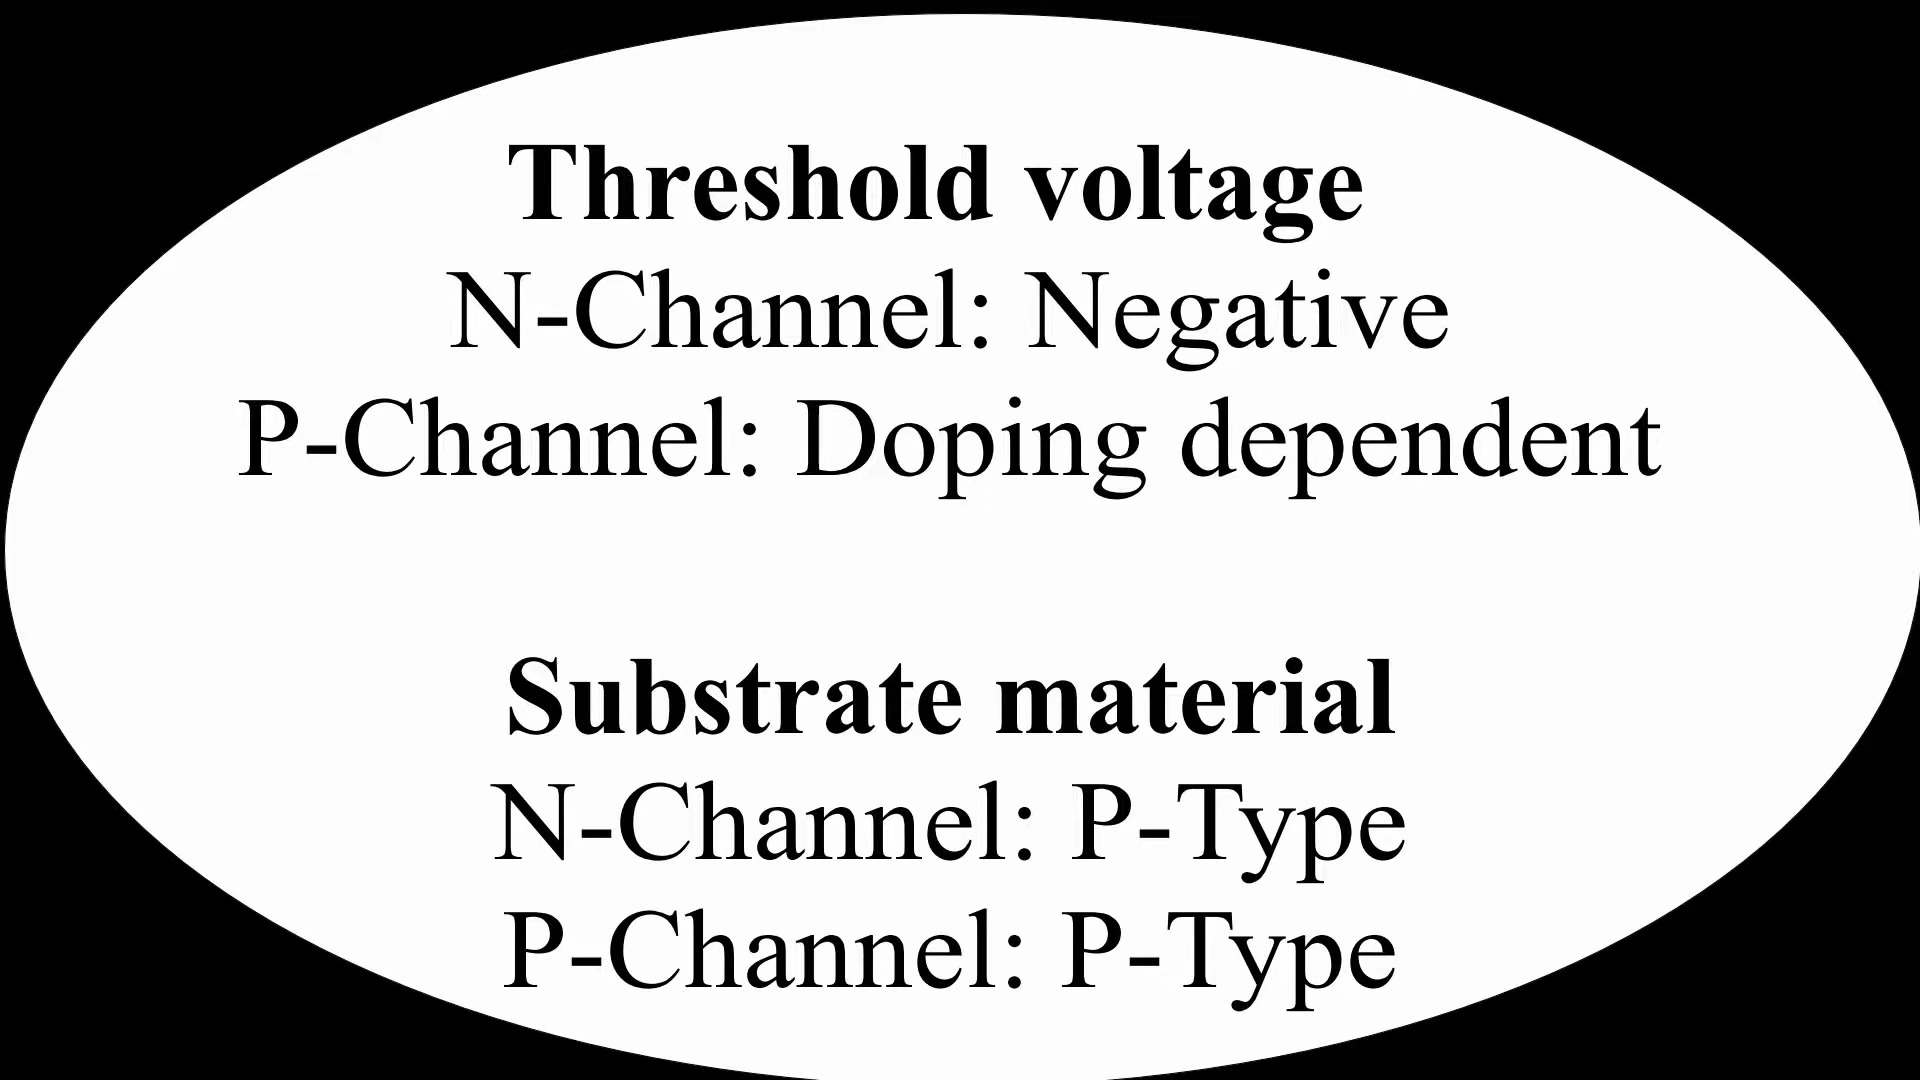 Threshold voltage
N-Channel: Negative
P-Channel: Doping dependent
Substrate material
N-Channel: P-Type
P-Channel: P-Type